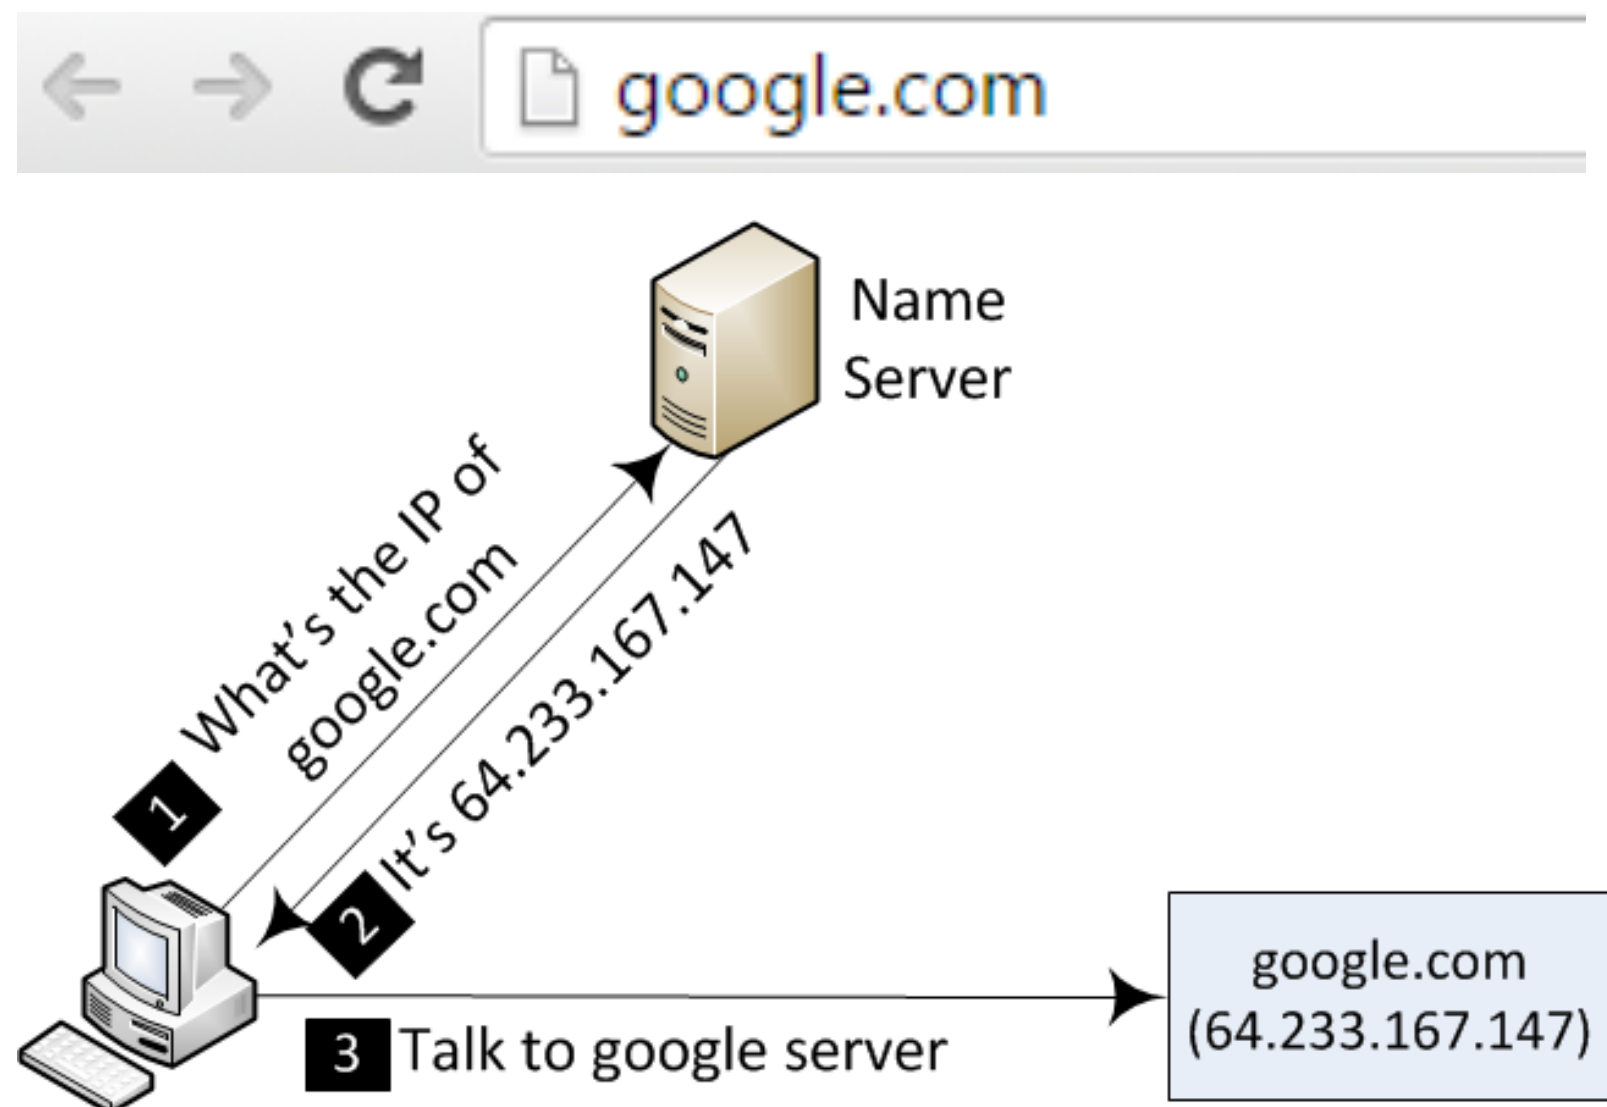 google.com
Name
Server
1 What's the IP of
google.com
2 It's 64.233.167.147
3 Talk to google server
google.com
(64.233.167.147)